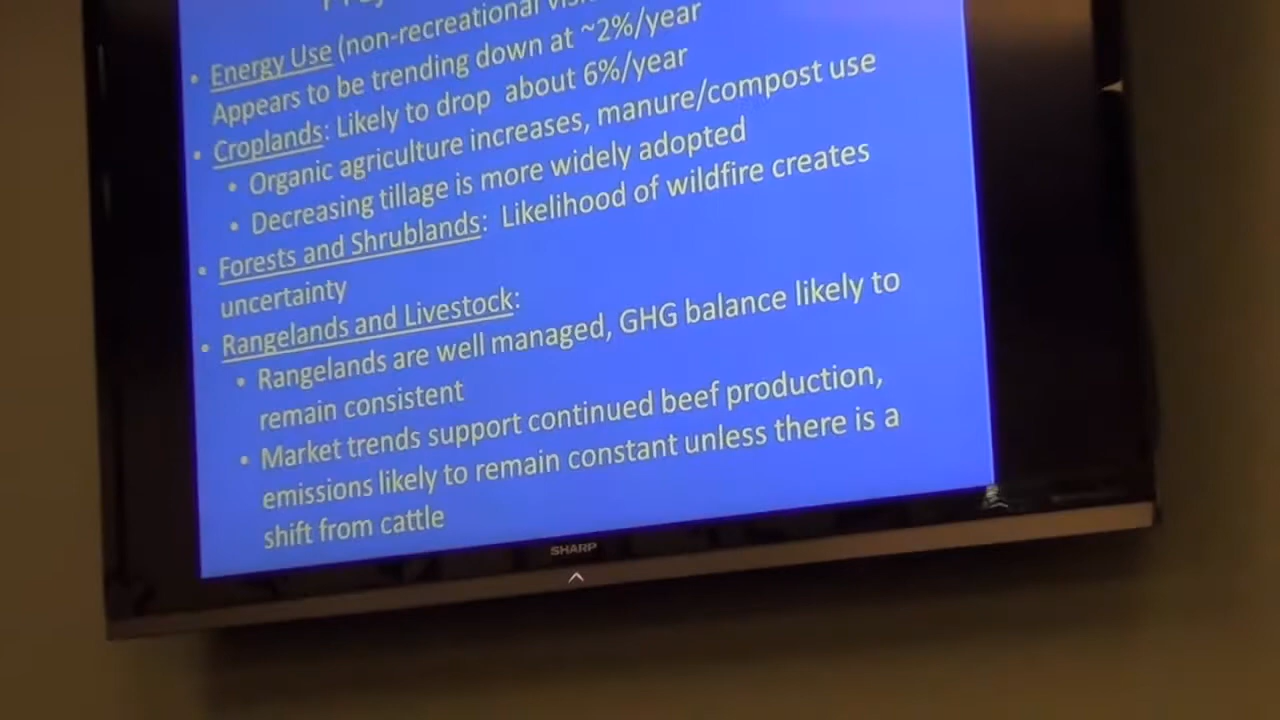 • Energy Use (non-recreational
Appears to be trending down at ~2%/year
• Croplands: Likely to drop about 6%/year
• Organic agriculture increases, manure/compost use
• Decreasing tillage is more widely adopted
• Forests and Shrublands: Likelihood of wildfire creates
uncertainty
• Rangelands and Livestock:
• Rangelands are well managed, GHG balance likely to
remain consistent
• Market trends support continued beef production,
emissions likely to remain constant unless there is a
shift from cattle
SHARP